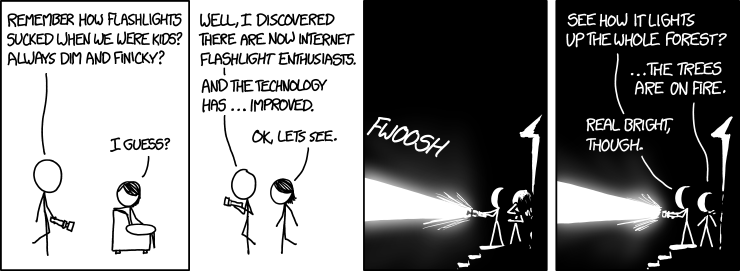 REMEMBER HOW FLASHLIGHTS
SUCKED WHEN WE WERE KIDS?
ALWAYS DIM AND FINICKY?
I GUESS?
WELL, I DISCOVERED
THERE ARE NOW INTERNET
FLASHLIGHT ENTHUSIASTS.
AND THE TECHNOLOGY
HAS ... IMPROVED.
OK, LETS SEE.
FWOOSH
SEE HOW IT LIGHTS
UP THE WHOLE FOREST?
...THE TREES
ARE ON FIRE.
REAL BRIGHT,
THOUGH.